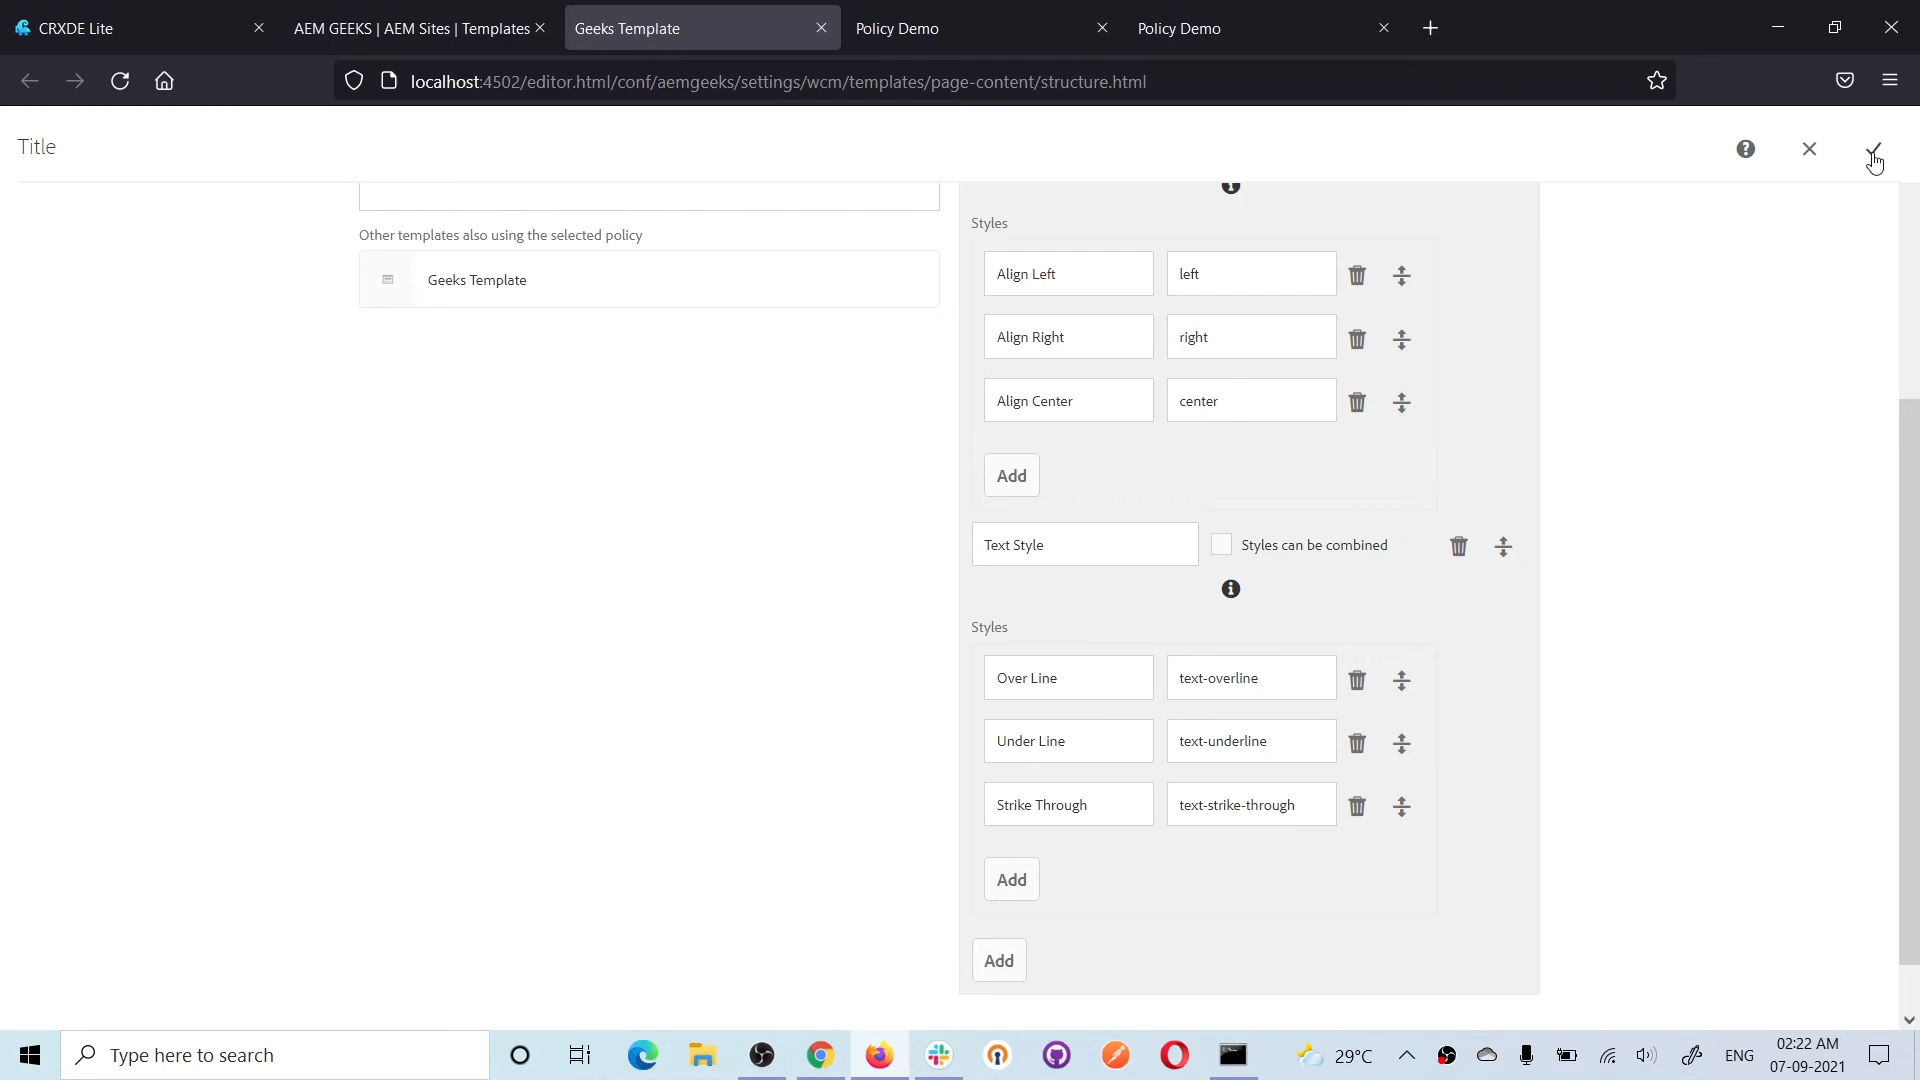 CRXDE Lite
AEM GEEKS | AEM Sites | Templates
Geeks Template
Policy Demo
Policy Demo
localhost:4502/editor.html/conf/aemgeeks/settings/wcm/templates/page-content/structure.html
Title
Other templates also using the selected policy
Geeks Template
Styles
Align Left
left
Align Right
right
Align Center
center
Add
Text Style
Styles can be combined
Styles
Over Line
text-overline
Under Line
text-underline
Strike Through
text-strike-through
Add
Add
Type here to search
29°C
ENG
02:22 AM
07-09-2021